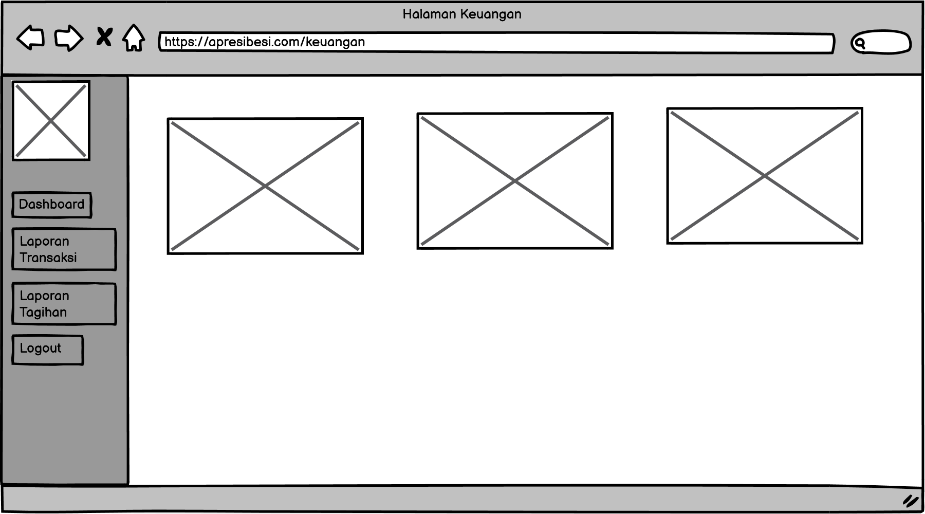 Halaman Keuangan
https://apresibesi.com/keuangan
Dashboard
Laporan
Transaksi
Laporan
Tagihan
Logout